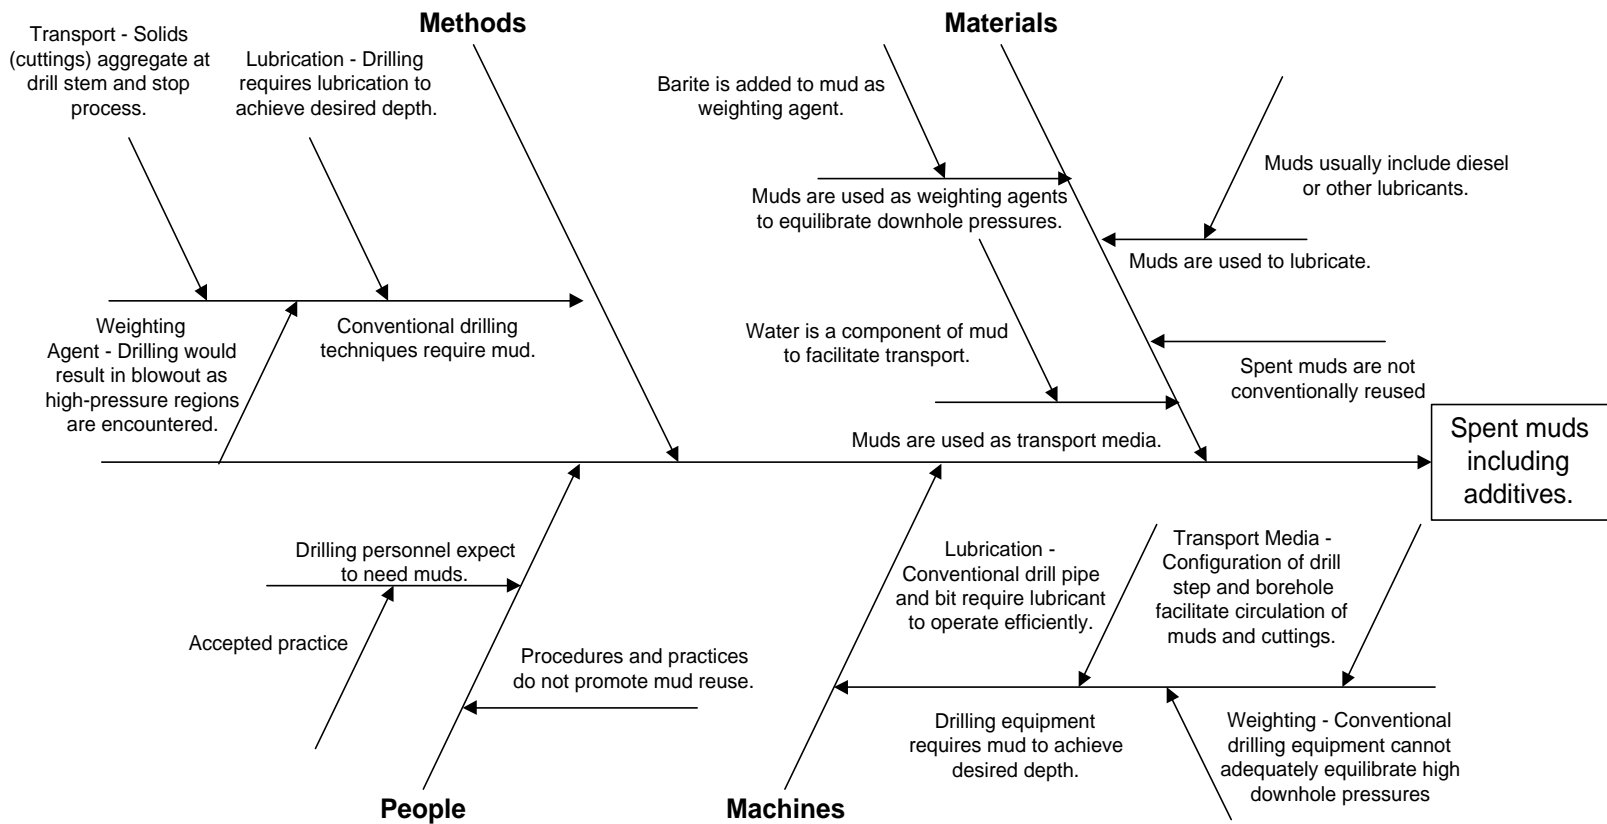 Methods
Materials
Transport - Solids
(cuttings) aggregate at
drill stem and stop
process.
Lubrication - Drilling
requires lubrication to
achieve desired depth.
Barite is added to mud as
weighting agent.
Muds usually include diesel
or other lubricants.
Muds are used as weighting agents
to equilibrate downhole pressures.
Muds are used to lubricate.
Weighting
Agent - Drilling would
result in blowout as
high-pressure regions
are encountered.
Conventional drilling
techniques require mud.
Water is a component of mud
to facilitate transport.
Spent muds are not
conventionally reused
Muds are used as transport media.
Spent muds
including
additives.
Drilling personnel expect
to need muds.
Accepted practice
Procedures and practices
do not promote mud reuse.
Lubrication -
Conventional drill pipe
and bit require lubricant
to operate efficiently.
Transport Media -
Configuration of drill
step and borehole
facilitate circulation of
muds and cuttings.
Drilling equipment
requires mud to achieve
desired depth.
Weighting - Conventional
drilling equipment cannot
adequately equilibrate high
downhole pressures
People
Machines